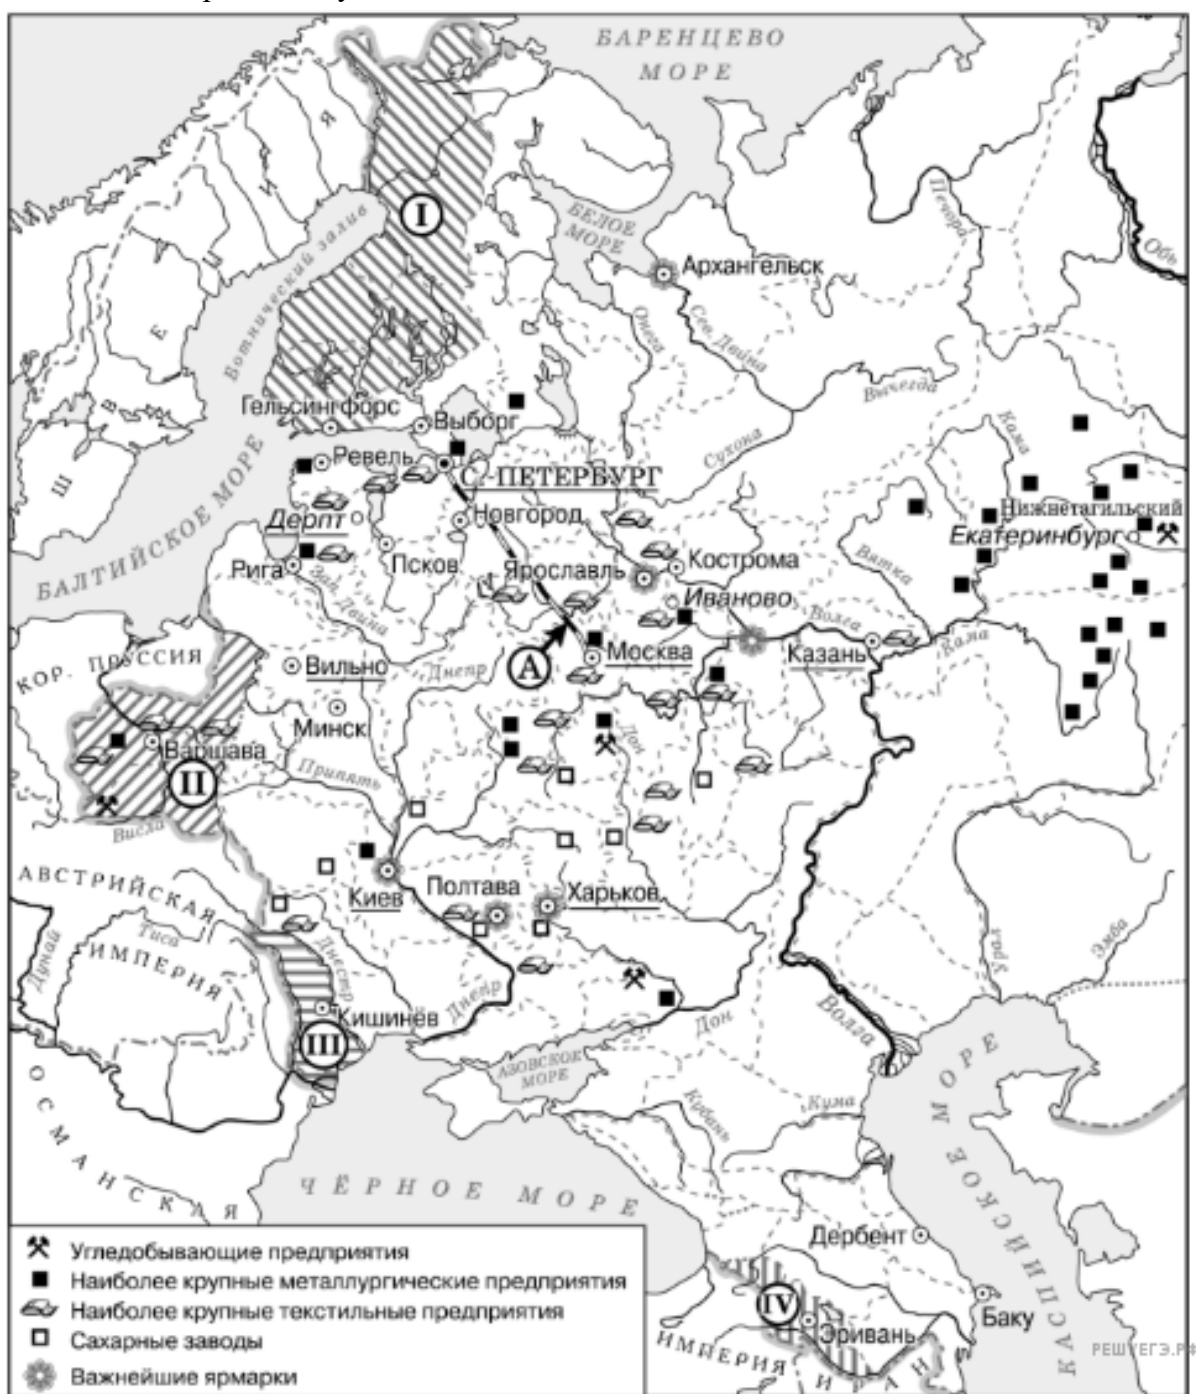 БАРЕНЦЕВО
МОРЕ
ШВЕЦИЯ
Ботнический залив
I
БЕЛОЕ
МОРЕ
Архангельск
Печора
Обь
Онега
Сев. Двина
Вычегда
Сухона
Кама
Гельсингфорс
Выборг
Ревель
С.-ПЕТЕРБУРГ
БАЛТИЙСКОЕ МОРЕ
Дерпт
Новгород
Нижнетагильский
Екатеринбург
Псков
Рига
Зап. Двина
Ярославль
Кострома
Вятка
Иваново
Волга
КОР. ПРУССИЯ
Вильно
Днепр
А
Москва
Казань
Кама
Минск
Дон
Варшава
II
Припять
Висла
АВСТРИЙСКАЯ
ИМПЕРИЯ
Киев
Полтава
Харьков
Тиса
Дунай
Днестр
Кишинёв
III
Днепр
Дон
Волга
Урал
Эмба
АЗОВСКОЕ
МОРЕ
Кубань
Кума
ОСМАНСКАЯ
ЧЁРНОЕ МОРЕ
КАСПИЙСКОЕ МОРЕ
Дербент
Баку
IV
Эривань
ИМПЕРИЯ
ИРАН
Угледобывающие предприятия
Наиболее крупные металлургические предприятия
Наиболее крупные текстильные предприятия
Сахарные заводы
Важнейшие ярмарки
РЕШУЕГЭ.РФ